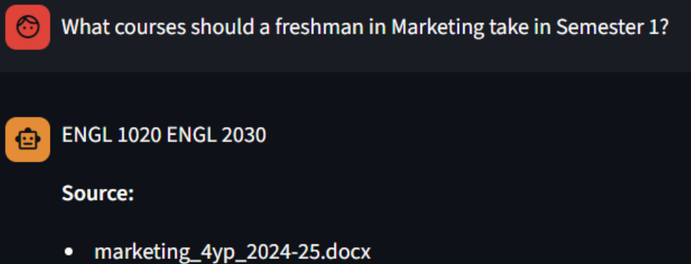 What courses should a freshman in Marketing take in Semester 1?
ENGL 1020 ENGL 2030
Source:
• marketing_4yp_2024-25.docx